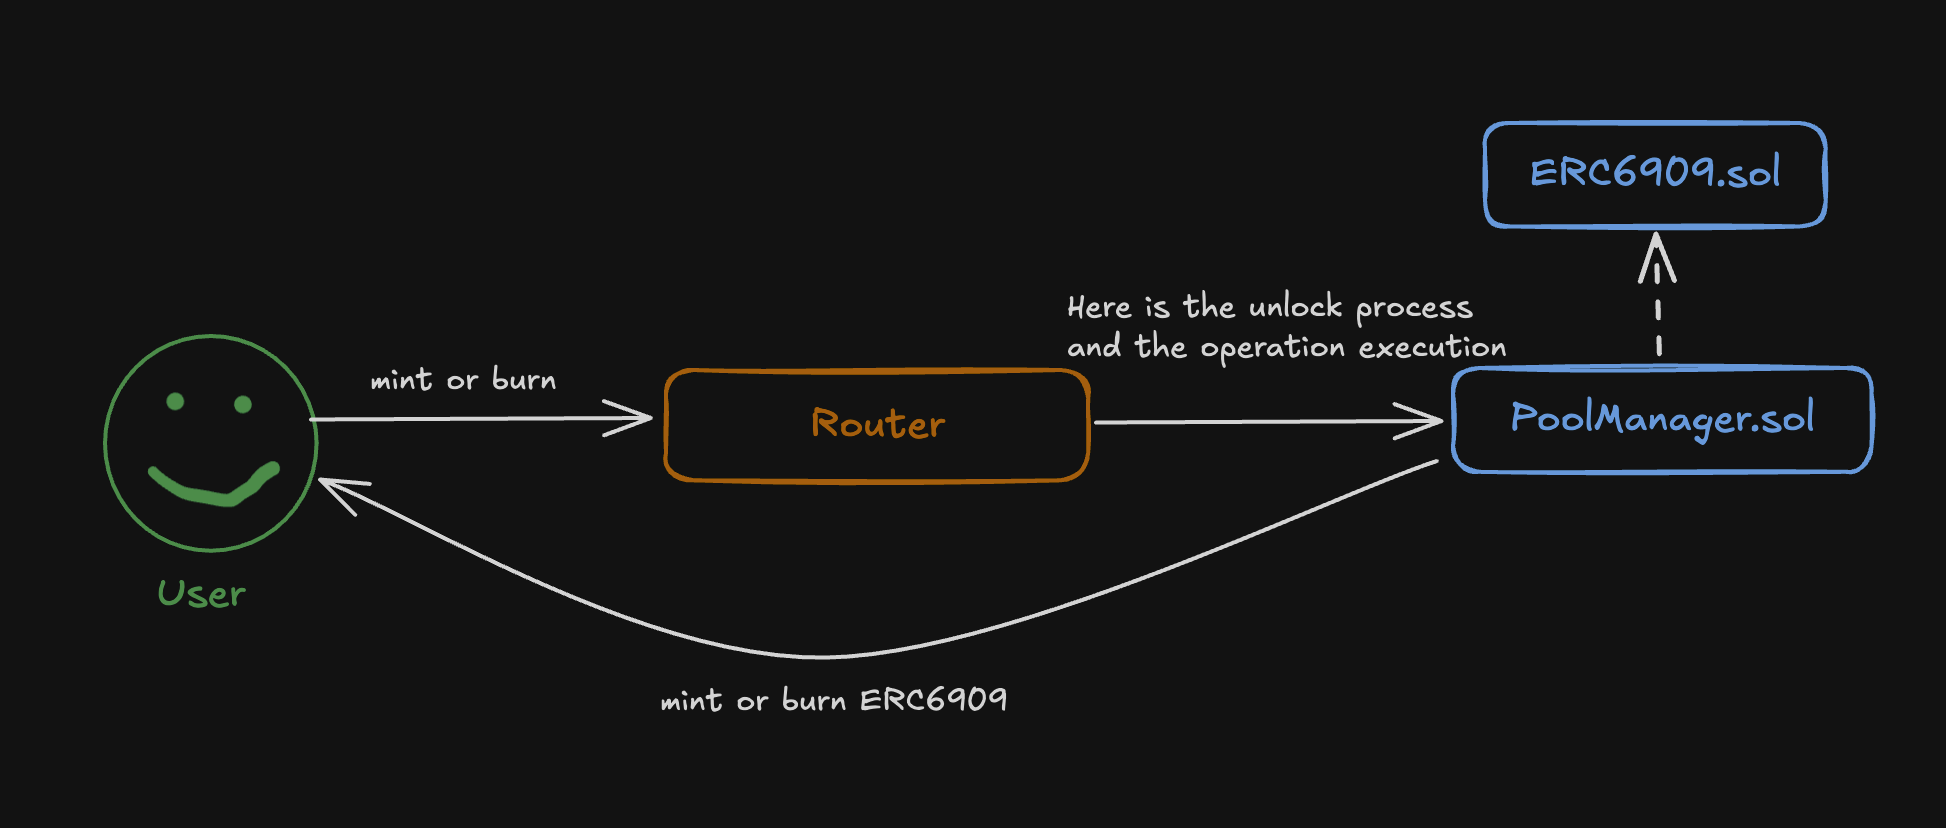 ERC6909.sol
Here is the unlock process
and the operation execution
mint or burn
Router
PoolManager.sol
User
mint or burn ERC6909